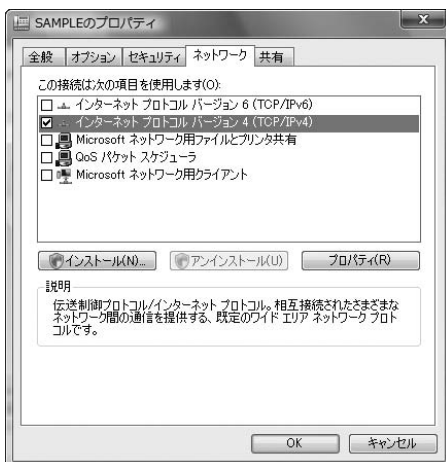 SAMPLEのプロパティ
全般 オプション セキュリティ ネットワーク 共有
この接続は次の項目を使用します(O):
インターネット プロトコル バージョン 6 (TCP/IPv6)
インターネット プロトコル バージョン 4 (TCP/IPv4)
Microsoft ネットワーク用ファイルとプリンタ共有
QoS パケット スケジューラ
Microsoft ネットワーク用クライアント
インストール(N)... アンインストール(U) プロパティ(R)
説明
伝送制御プロトコル/インターネット プロトコル。相互接続されたさまざまな
ネットワーク間の通信を提供する、既定のワイド エリア ネットワーク プロト
コルです。
OK キャンセル